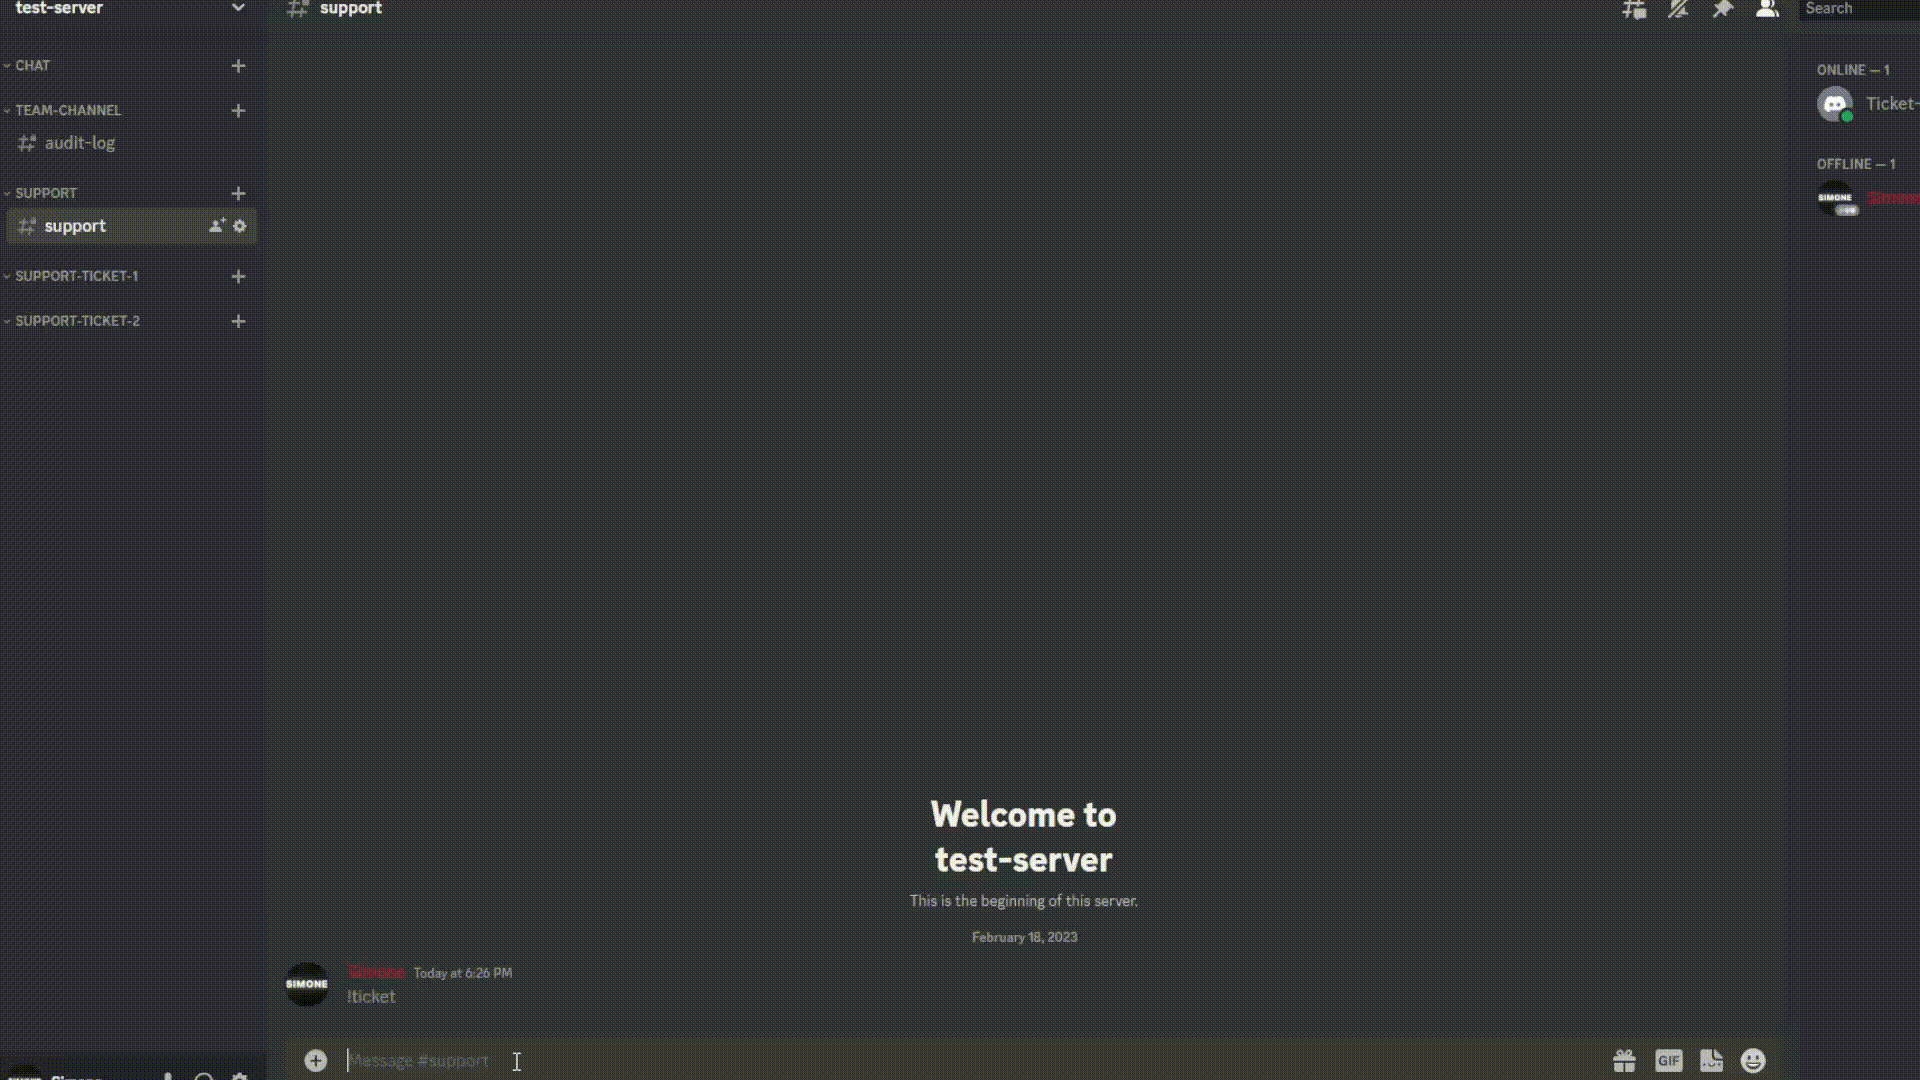 test-server
CHAT
TEAM-CHANNEL
audit-log
SUPPORT
support
SUPPORT-TICKET-1
SUPPORT-TICKET-2
support
Search
Welcome to
test-server
This is the beginning of this server.
February 18, 2023
SIMONE
Simone Today at 6:26 PM
!ticket
Message #support
GIF
ONLINE — 1
Ticket-
OFFLINE — 1
SIMONE